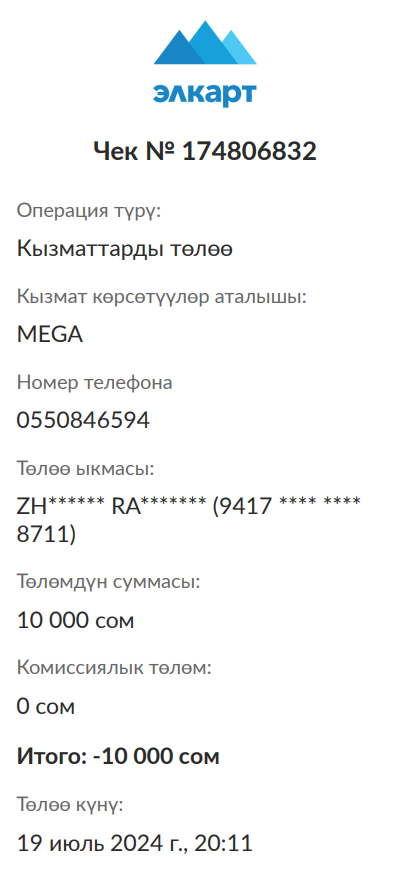 элкарт
Чек № 174806832
Операция түрү:
Кызматтарды төлөө
Кызмат көрсөтүүлөр аталышы:
MEGA
Номер телефона
0550846594
Төлөө ыкмасы:
ZH****** RA******* (9417 **** ****
8711)
Төлөмдүн суммасы:
10 000 сом
Комиссиялык төлөм:
0 сом
Итого: -10 000 сом
Төлөө күнү:
19 июль 2024 г., 20:11